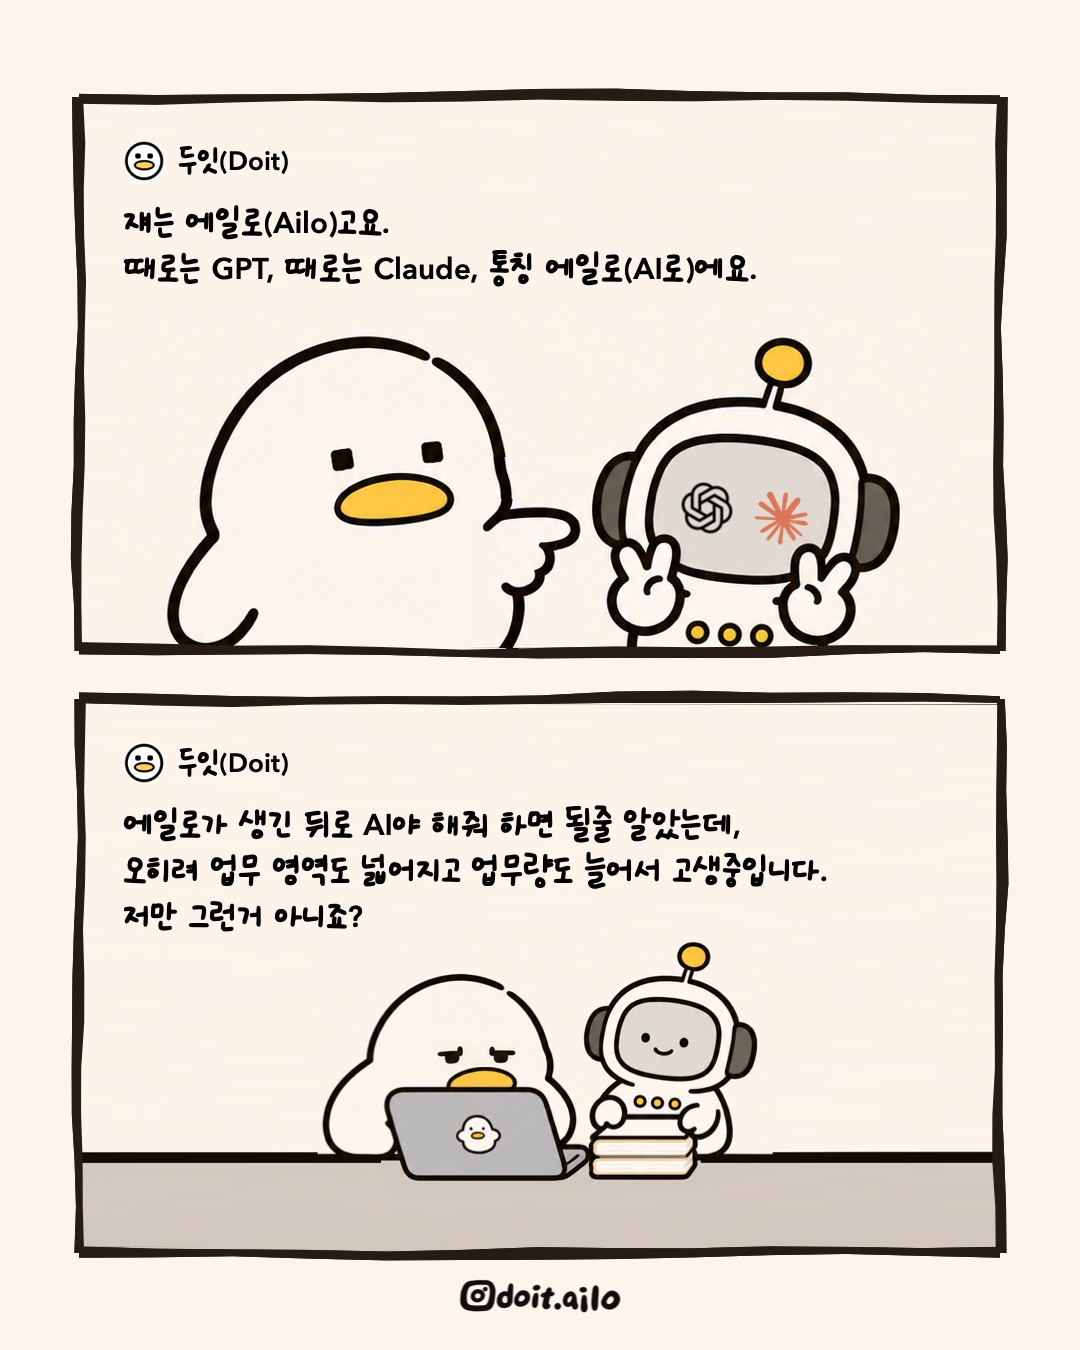 두잇(Doit)
쟤는 에일로(Ailo)고요.
때로는 GPT, 때로는 Claude, 통칭 에일로(AI로)에요.
두잇(Doit)
에일로가 생긴 뒤로 AI야 해줘 하면 될줄 알았는데,
오히려 업무 영역도 넓어지고 업무량도 늘어서 고생중입니다.
저만 그런거 아니죠?
doit.ailo